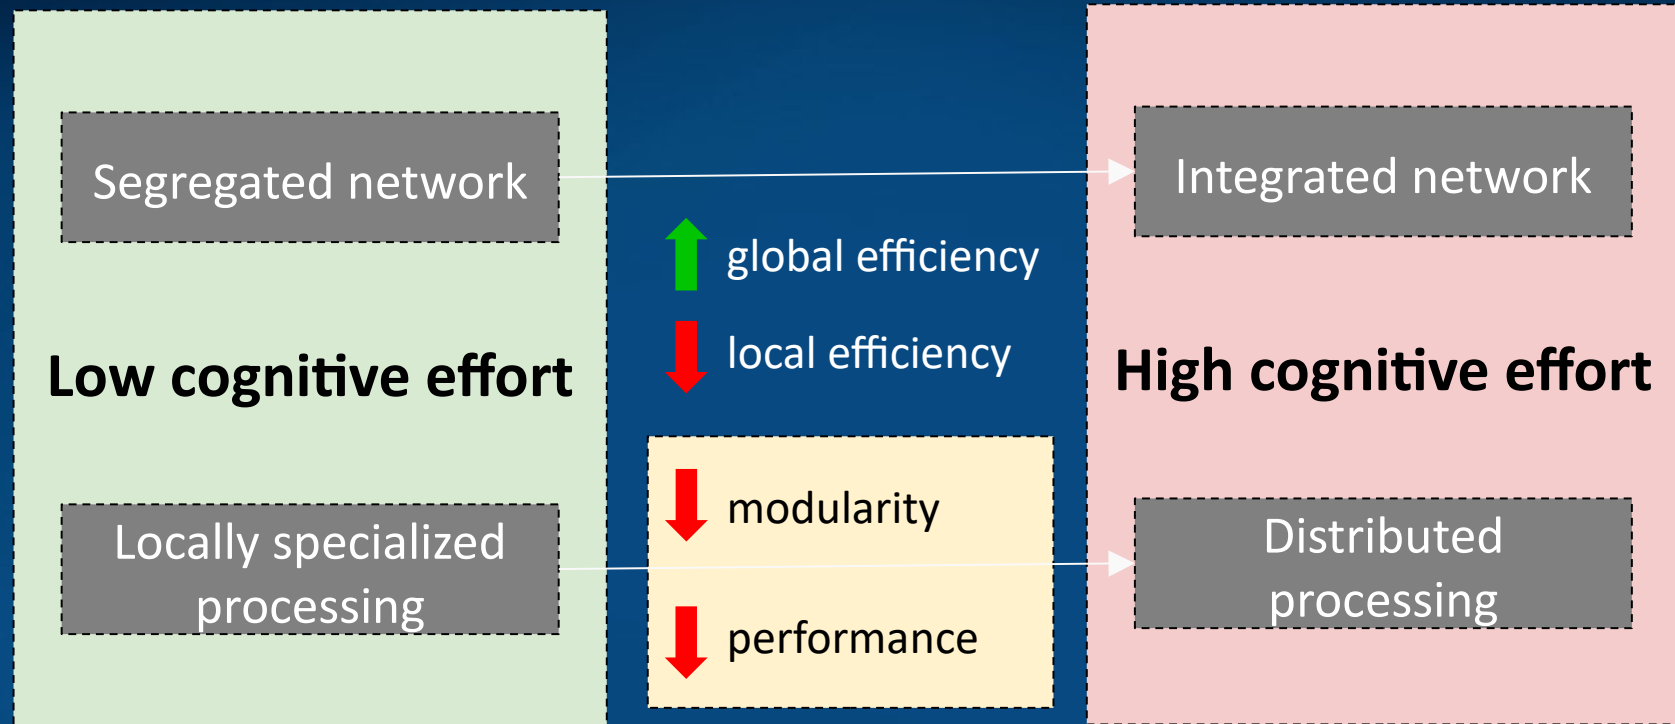 Segregated network
Low cognitive effort
Locally specialized
processing
global efficiency
local efficiency
modularity
performance
Integrated network
High cognitive effort
Distributed
processing